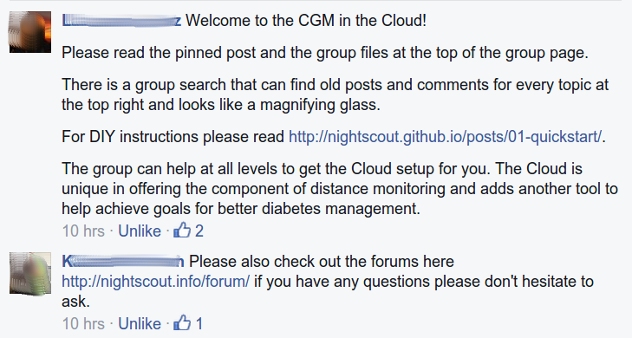 L z Welcome to the CGM in the Cloud!
Please read the pinned post and the group files at the top of the group page.
There is a group search that can find old posts and comments for every topic at
the top right and looks like a magnifying glass.
For DIY instructions please read http://nightscout.github.io/posts/01-quickstart/.
The group can help at all levels to get the Cloud setup for you. The Cloud is
unique in offering the component of distance monitoring and adds another tool to
help achieve goals for better diabetes management.
10 hrs · Unlike · 2
K h Please also check out the forums here
http://nightscout.info/forum/ if you have any questions please don't hesitate to
ask.
10 hrs · Unlike · 1